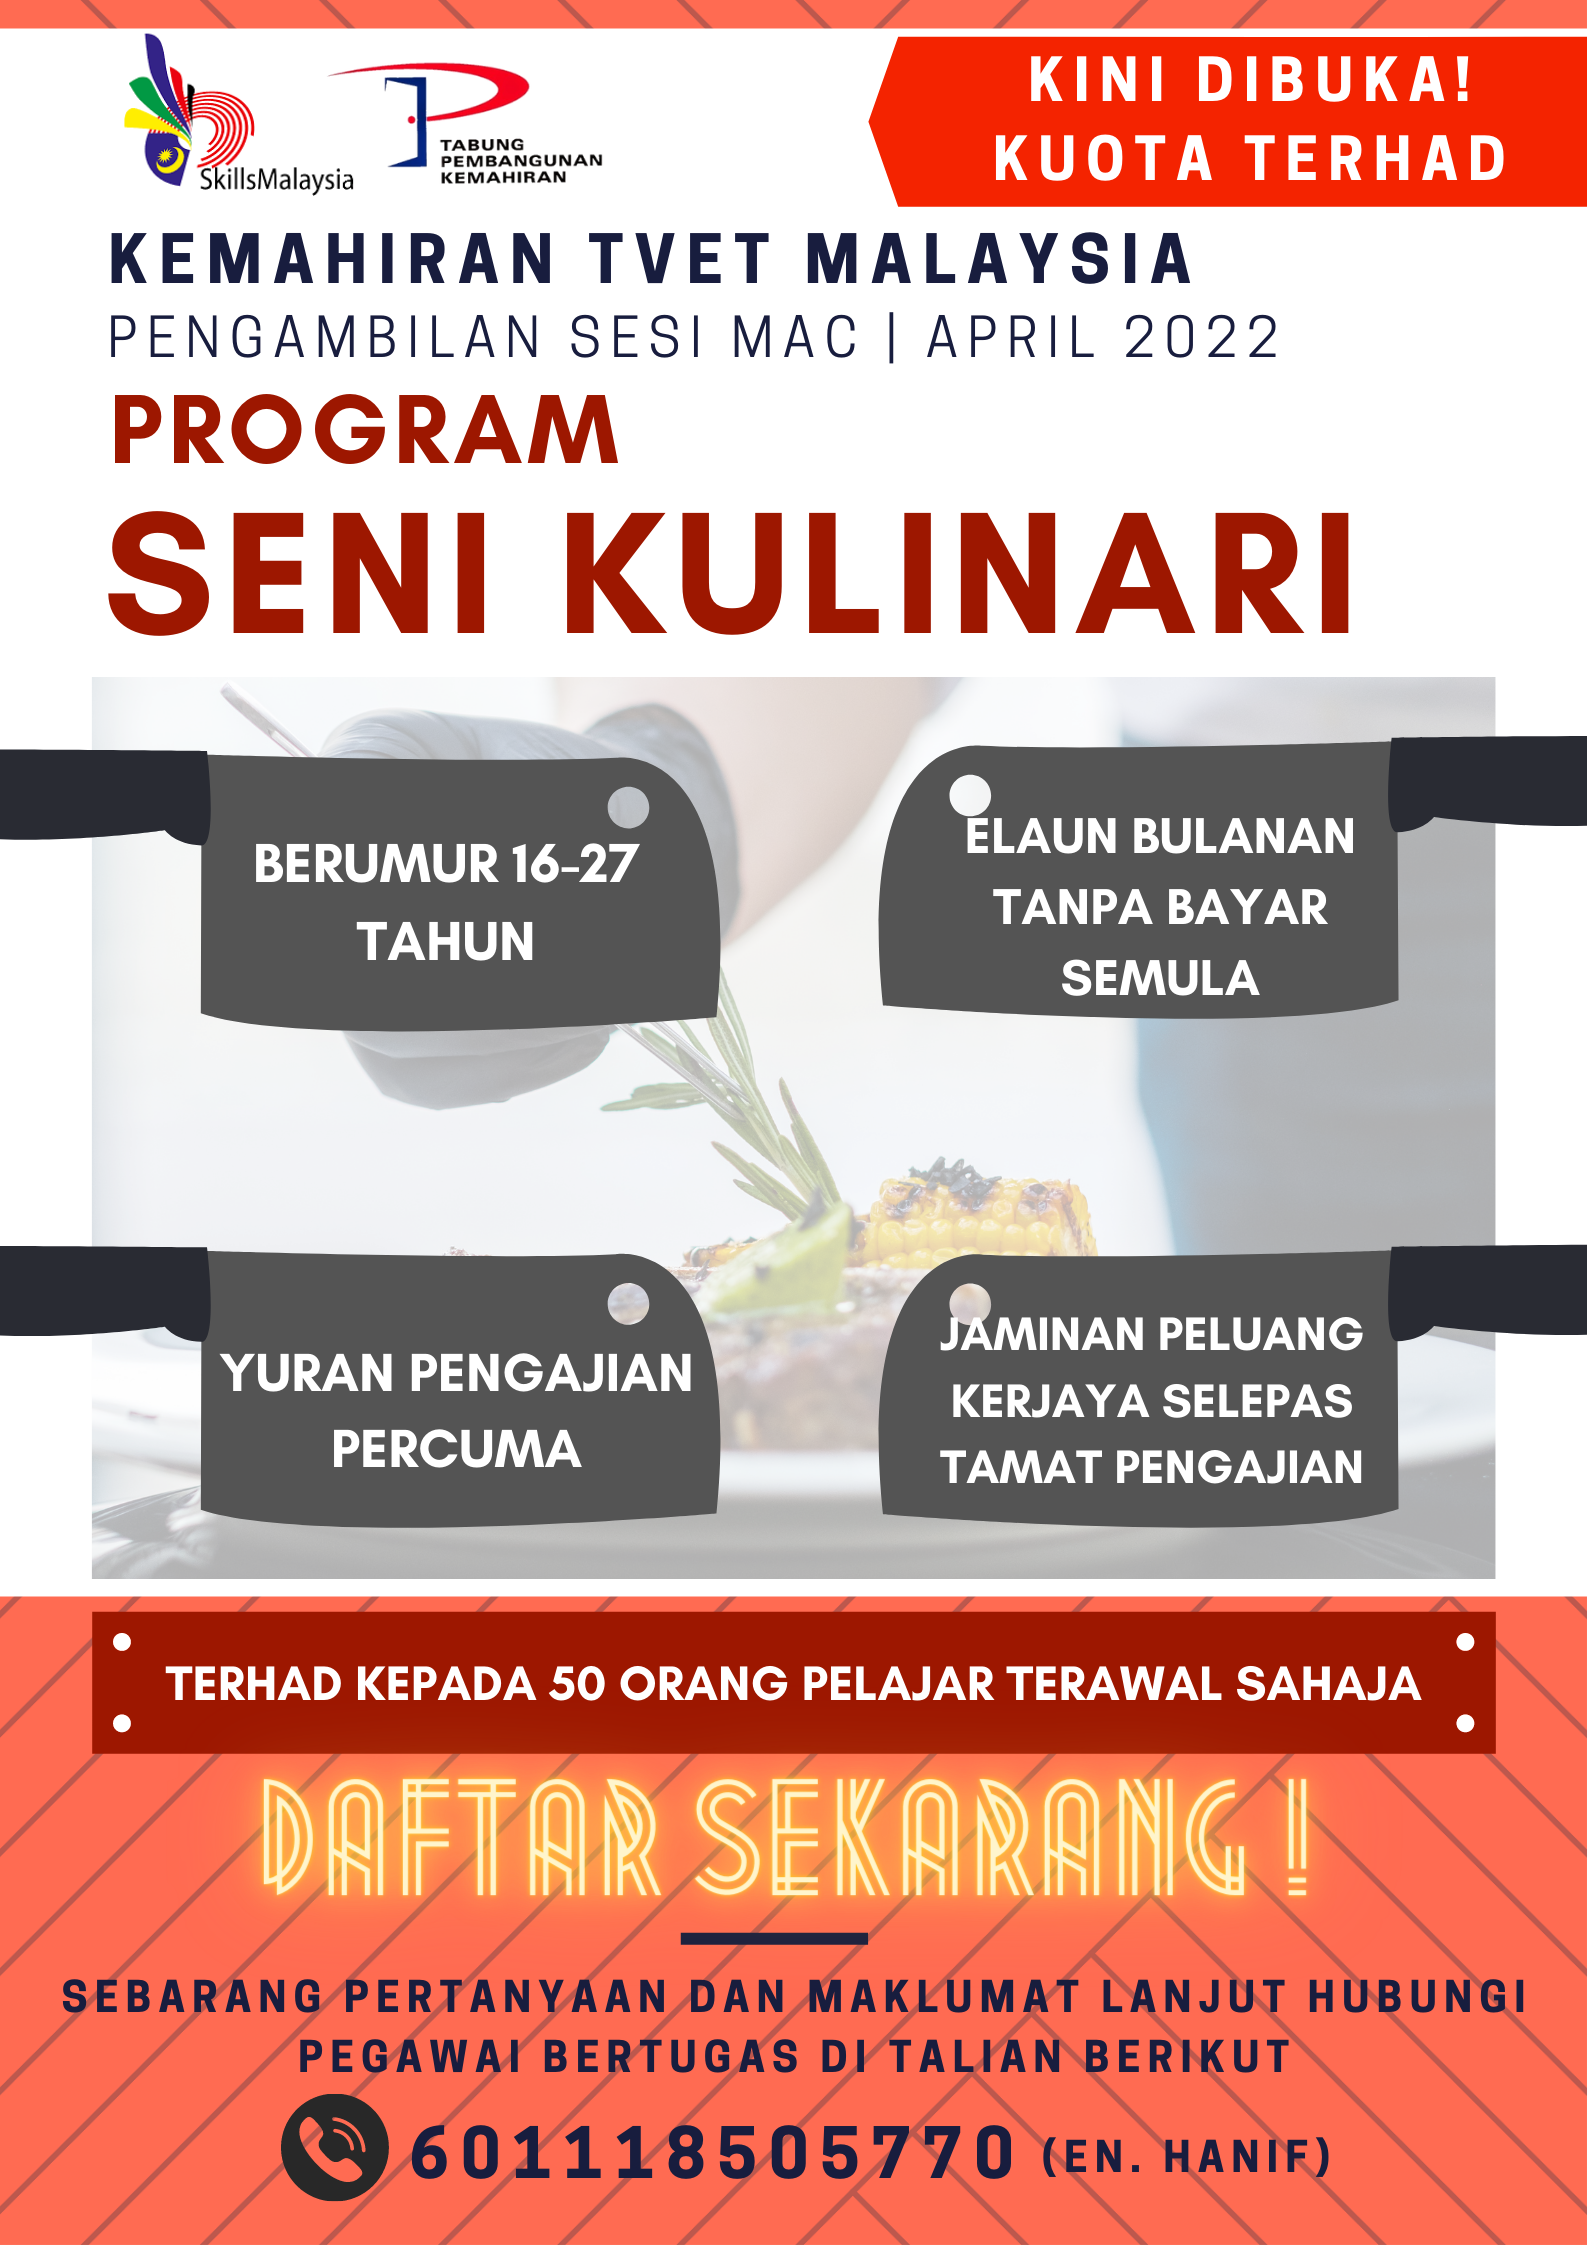 SkillsMalaysia
TABUNG
PEMBANGUNAN
KEMAHIRAN
KINI DIBUKA!
KUOTA TERHAD
KEMAHIRAN TVET MALAYSIA
PENGAMBILAN SESI MAC | APRIL 2022
PROGRAM
SENI KULINARI
BERUMUR 16-27
TAHUN
ELAUN BULANAN
TANPA BAYAR
SEMULA
YURAN PENGAJIAN
PERCUMA
JAMINAN PELUANG
KERJAYA SELEPAS
TAMAT PENGAJIAN
TERHAD KEPADA 50 ORANG PELAJAR TERAWAL SAHAJA
DAFTAR SEKARANG !
SEBARANG PERTANYAAN DAN MAKLUMAT LANJUT HUBUNGI
PEGAWAI BERTUGAS DI TALIAN BERIKUT
601118505770 (EN. HANIF)